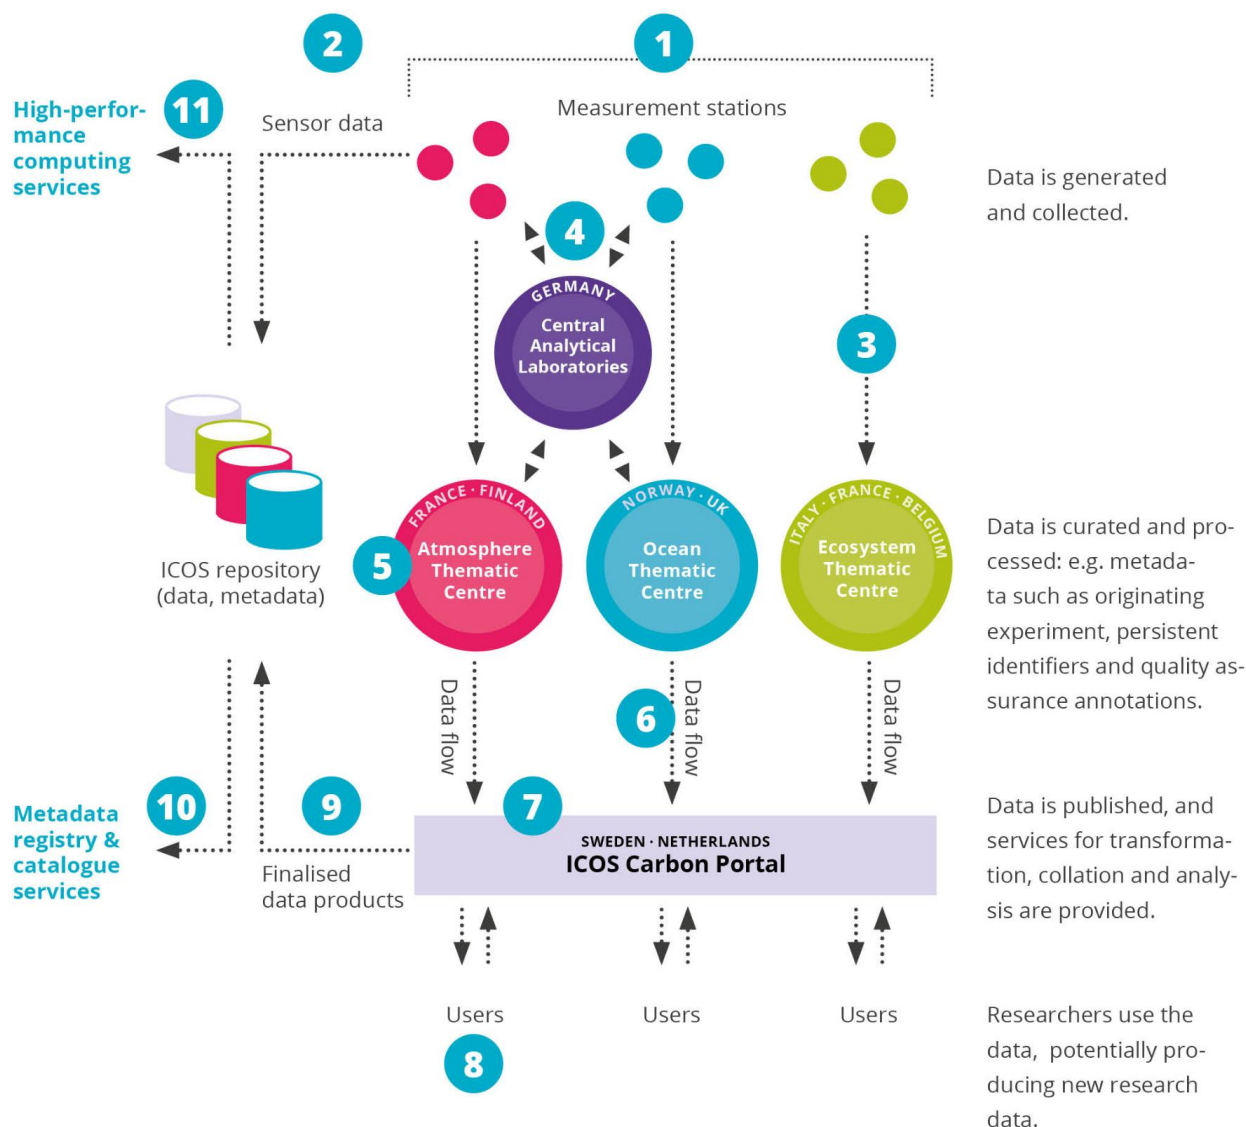 2
1
11
High-perfor-
mance
computing
services
Sensor data
Measurement stations
Data is generated
and collected.
4
GERMANY
Central
Analytical
Laboratories
3
ICOS repository
(data, metadata)
5
FRANCE · FINLAND
Atmosphere
Thematic
Centre
NORWAY · UK
Ocean
Thematic
Centre
ITALY · FRANCE · BELGIUM
Ecosystem
Thematic
Centre
Data is curated and pro-
cessed: e.g. metada-
ta such as originating
experiment, persistent
identifiers and quality as-
surance annotations.
Data flow
6
Data flow
Data flow
10
Metadata
registry &
catalogue
services
9
Finalised
data products
7
SWEDEN · NETHERLANDS
ICOS Carbon Portal
Data is published, and
services for transforma-
tion, collation and analy-
sis are provided.
Users
Users
Users
8
Researchers use the
data, potentially pro-
ducing new research
data.